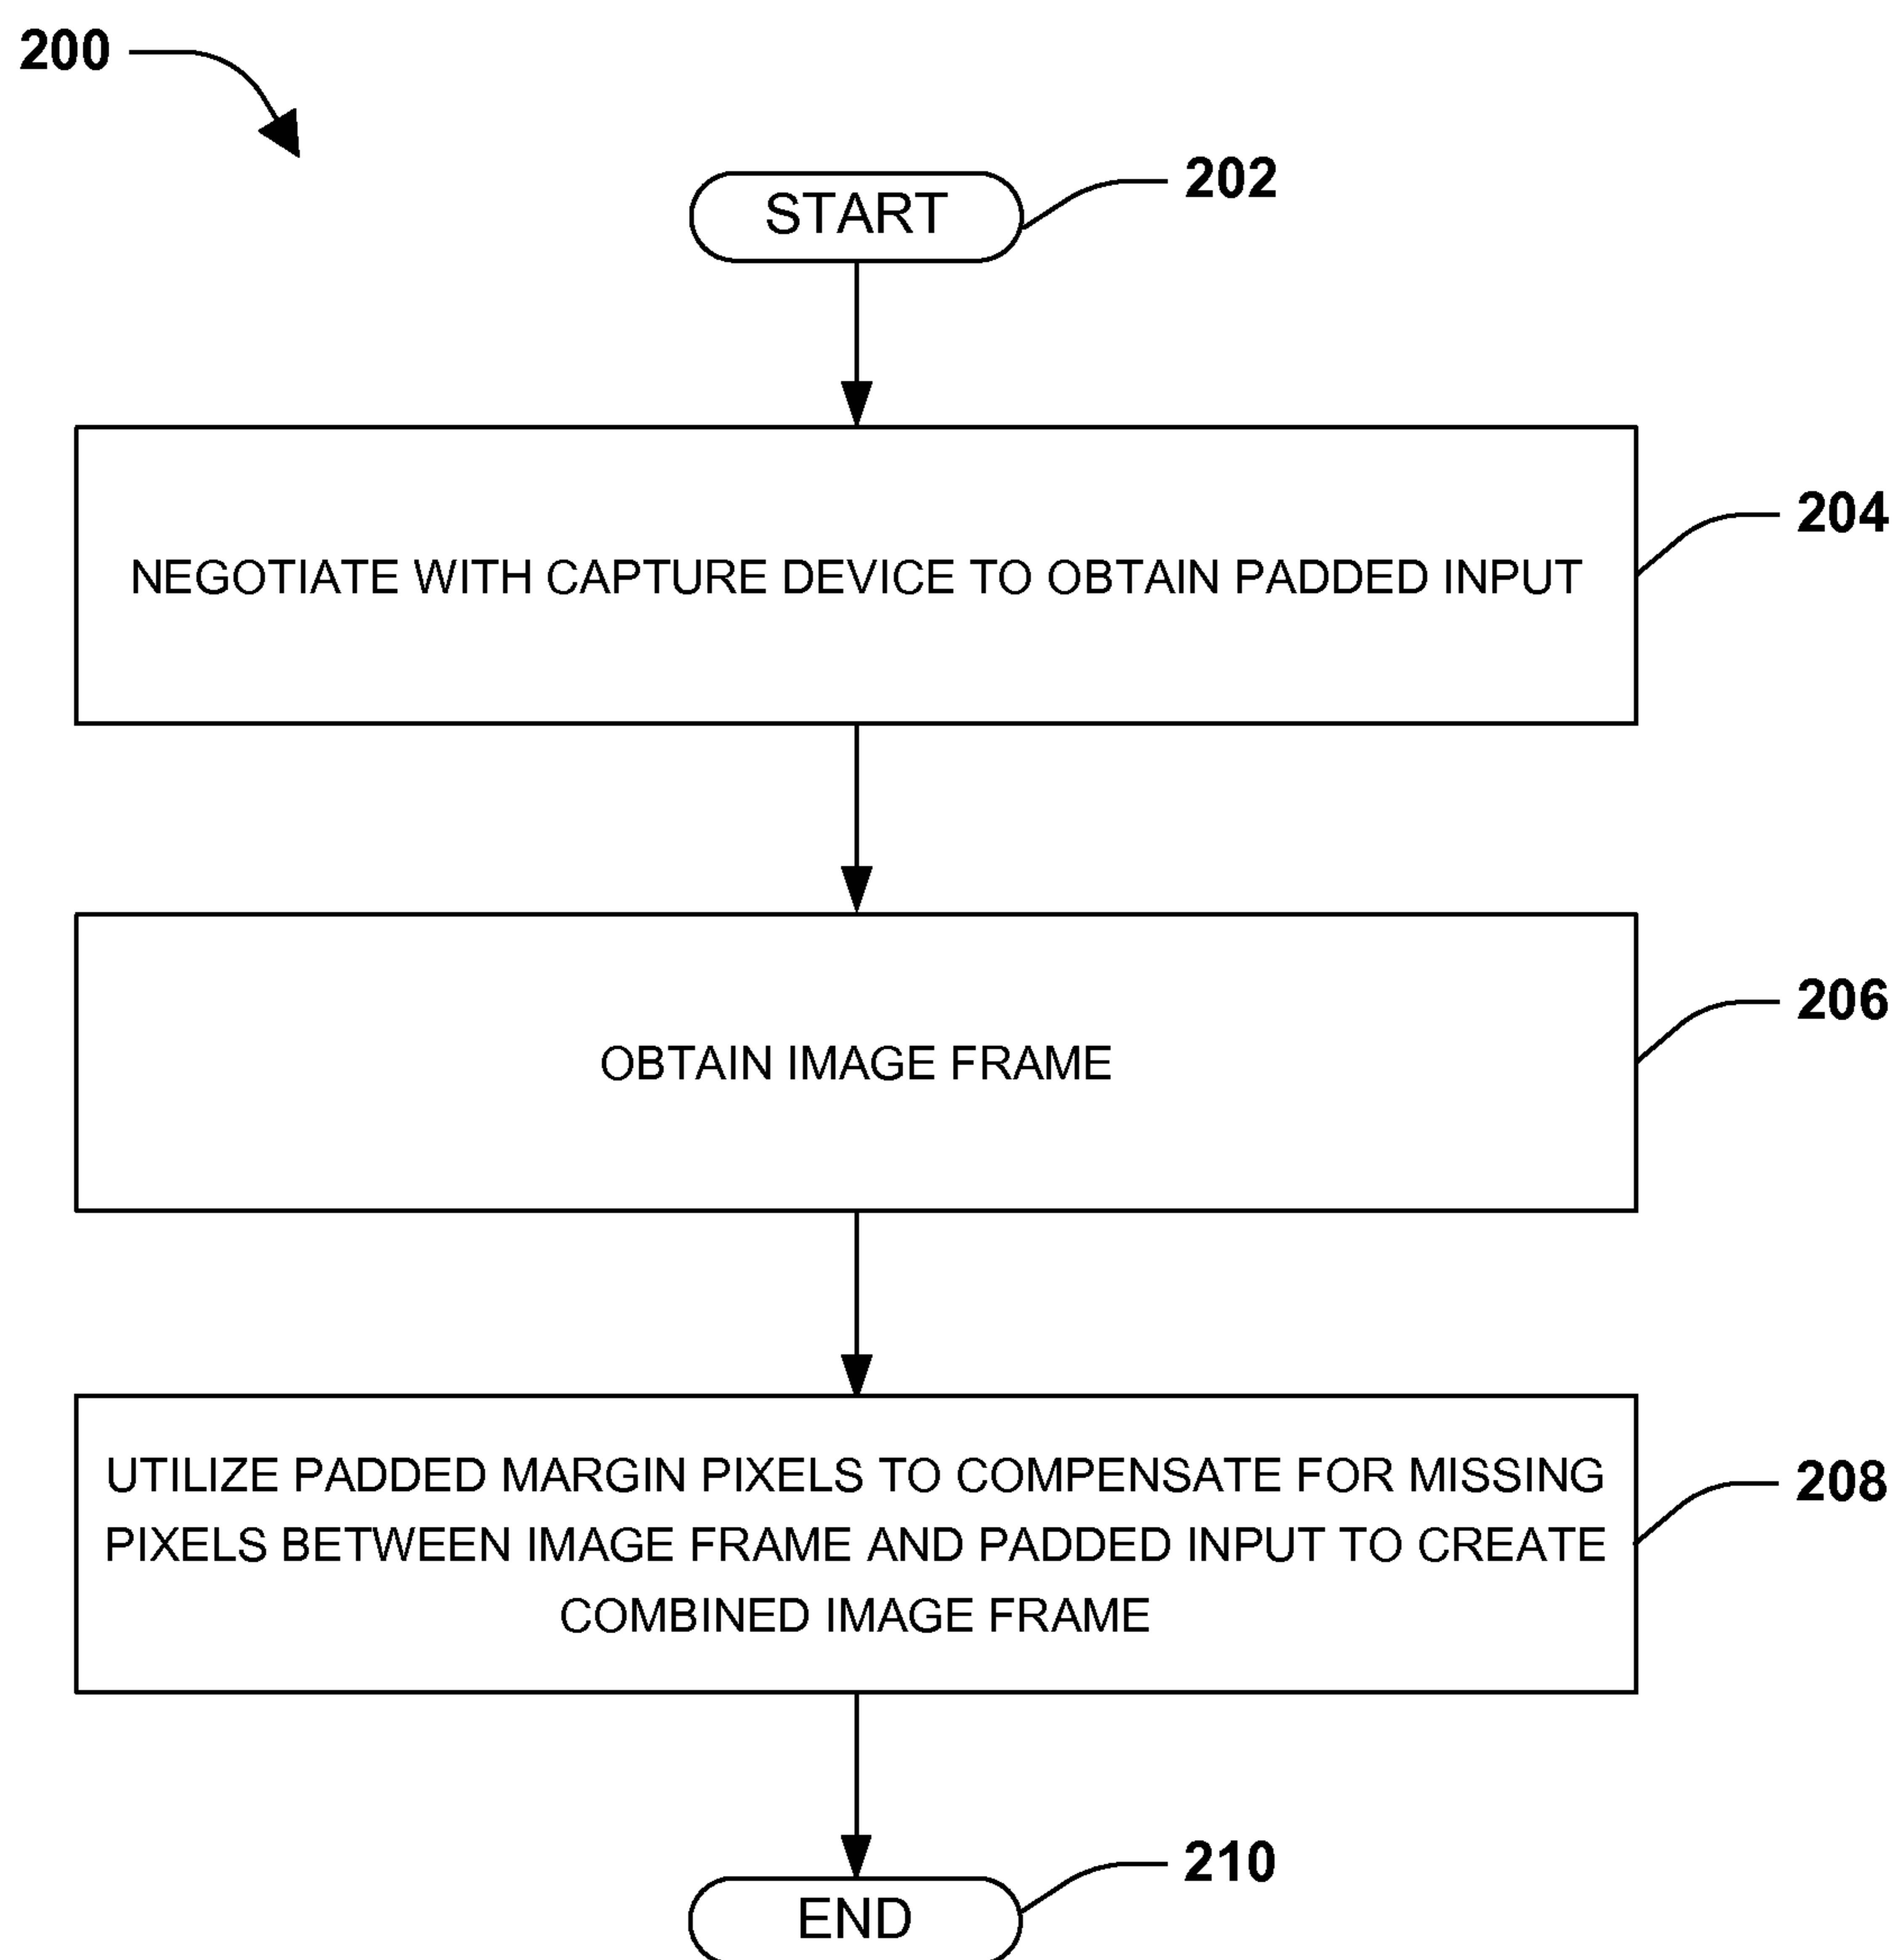 200
202
START
204
NEGOTIATE WITH CAPTURE DEVICE TO OBTAIN PADDED INPUT
206
OBTAIN IMAGE FRAME
UTILIZE PADDED MARGIN PIXELS TO COMPENSATE FOR MISSING
208
PIXELS BETWEEN IMAGE FRAME AND PADDED INPUT TO CREATE
COMBINED IMAGE FRAME
210
END